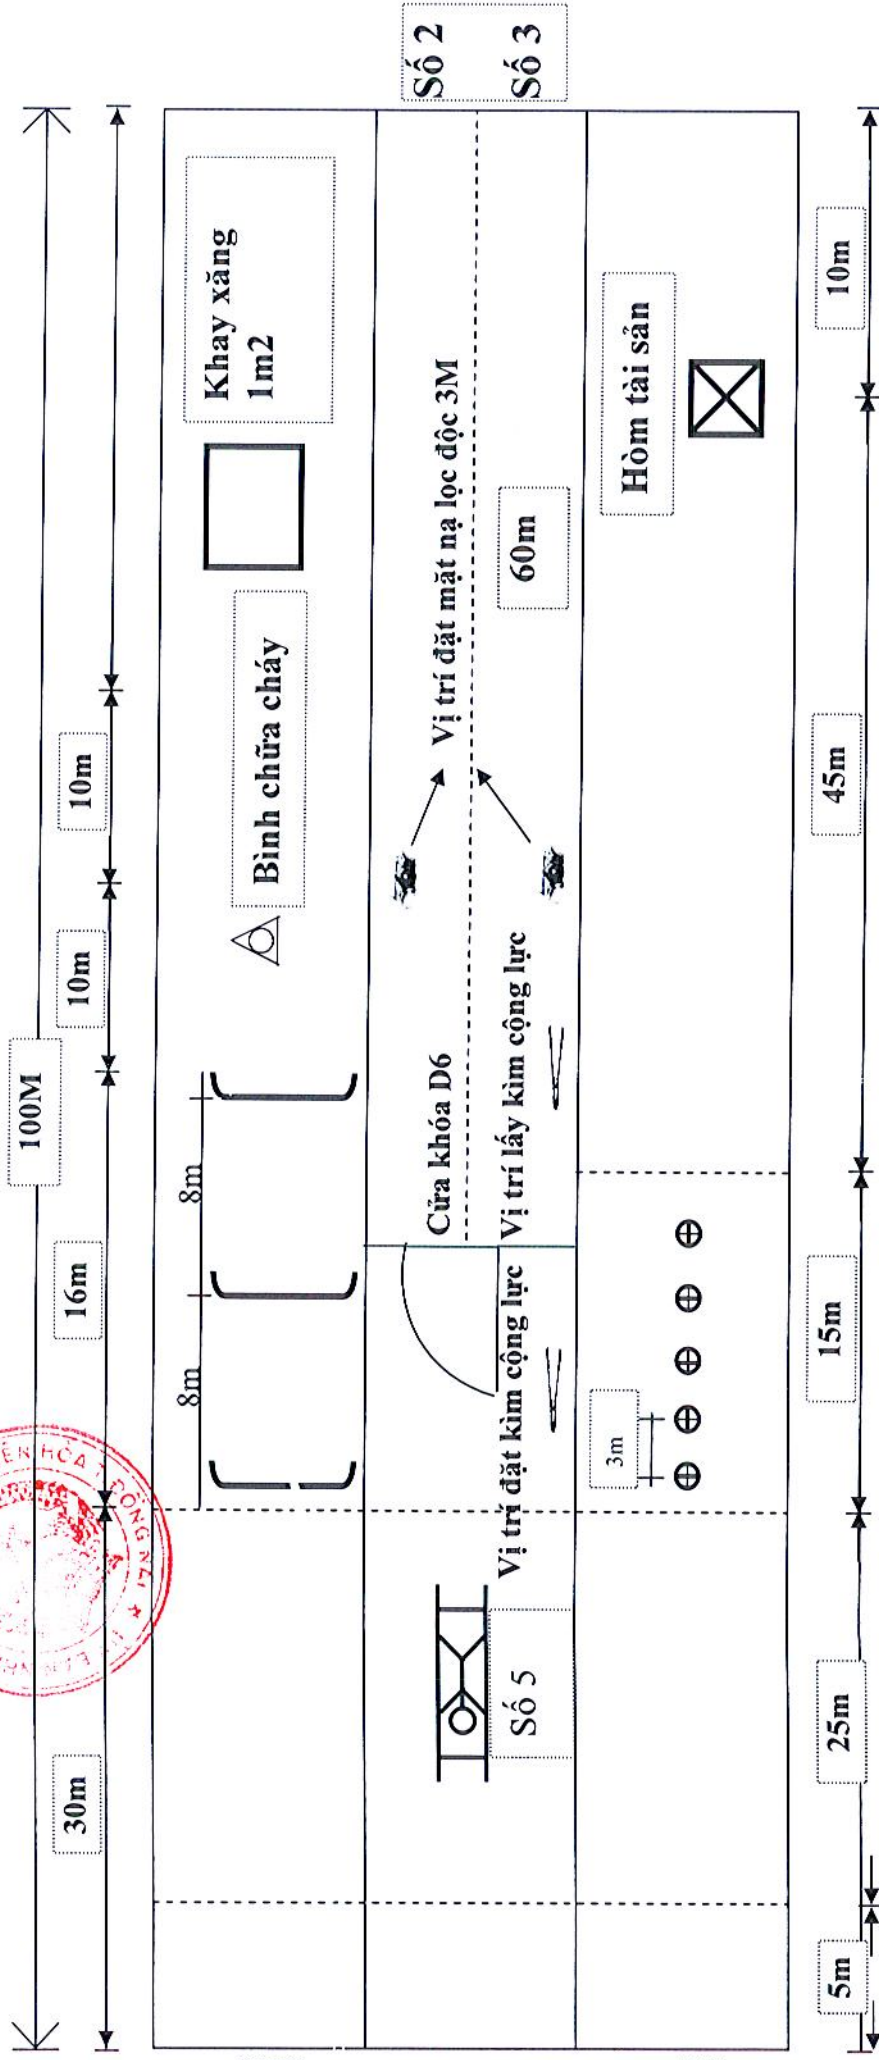 100M
30m
16m
10m
10m
8m
8m
Khay xăng
1m2
Bình chữa cháy
Số 2
Số 3
Vị trí đặt mặt nạ lọc độc 3M
60m
Cửa khóa D6
Vị trí lấy kìm cộng lực
Vị trí đặt kìm cộng lực
Số 5
Hòm tài sản
3m
5m
25m
15m
45m
10m